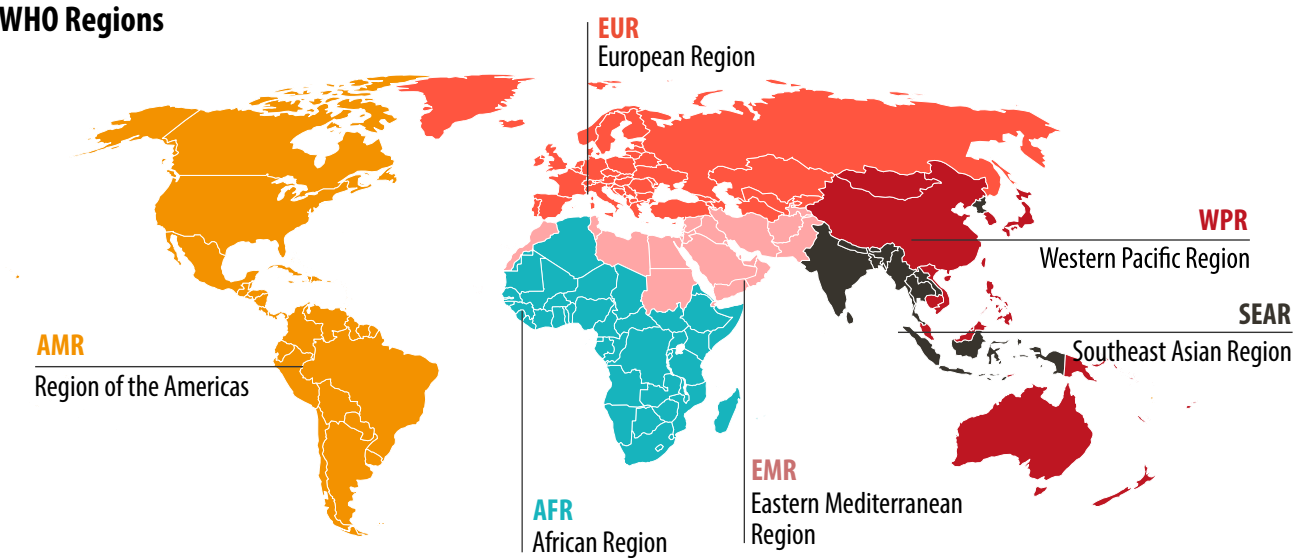 WHO Regions
EUR
European Region
WPR
Western Pacific Region
SEAR
Southeast Asian Region
AMR
Region of the Americas
EMR
Eastern Mediterranean
Region
AFR
African Region